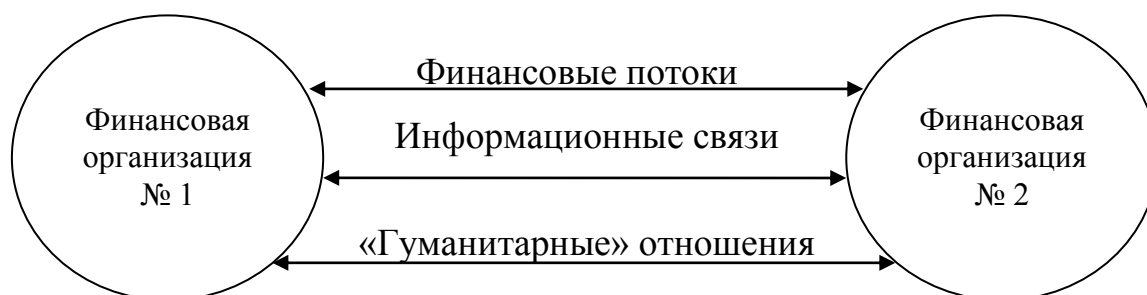 Финансовые потоки
Финансовая
организация
№ 1
Информационные связи
Финансовая
организация
№ 2
«Гуманитарные» отношения